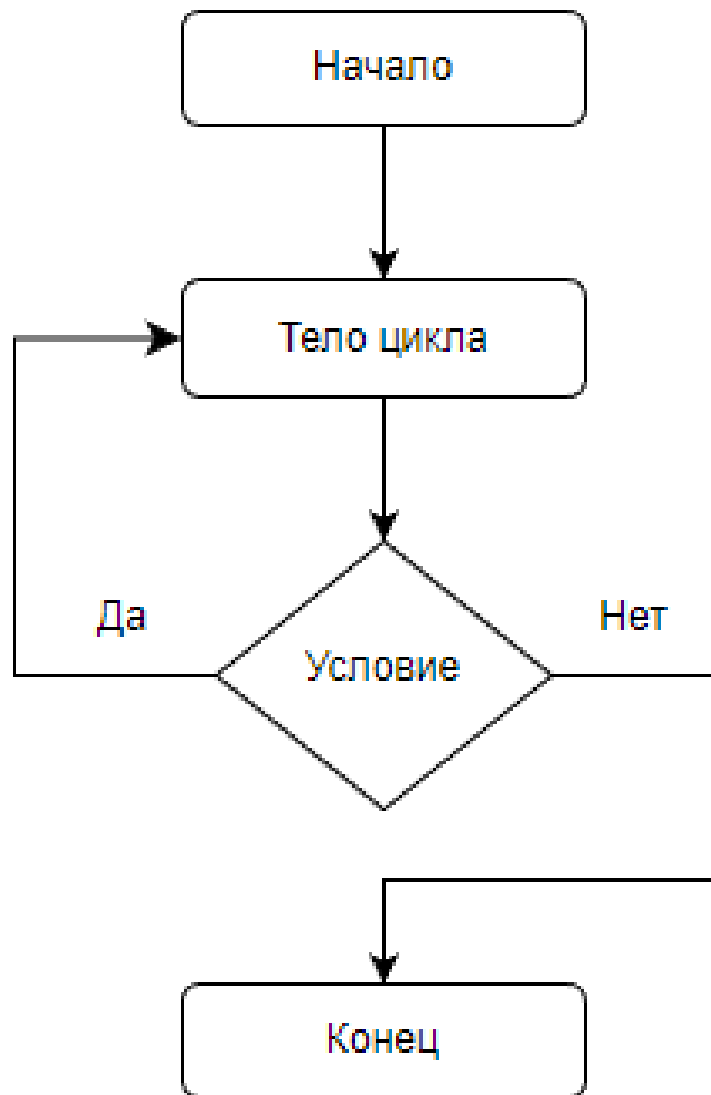 Начало
Тело цикла
Да
Нет
Условие
Конец